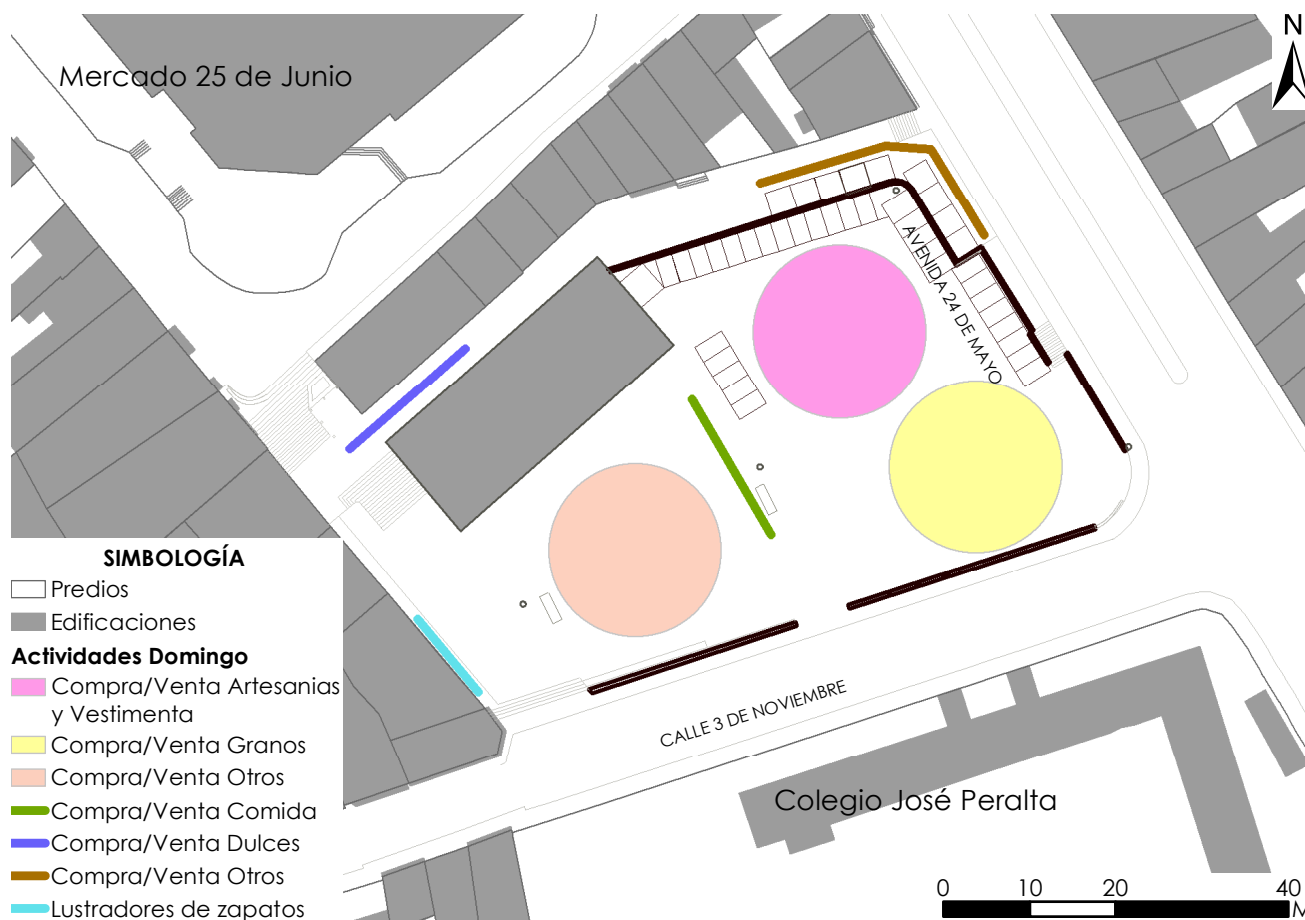 N
Mercado 25 de Junio
AVENIDA 24 DE MAYO
SIMBOLOGÍA
Predios
Edificaciones
Actividades Domingo
Compra/Venta Artesanias
y Vestimenta
Compra/Venta Granos
Compra/Venta Otros
Compra/Venta Comida
Compra/Venta Dulces
Compra/Venta Otros
Lustradores de zapatos
CALLE 3 DE NOVIEMBRE
Colegio José Peralta
0 10 20 40
M